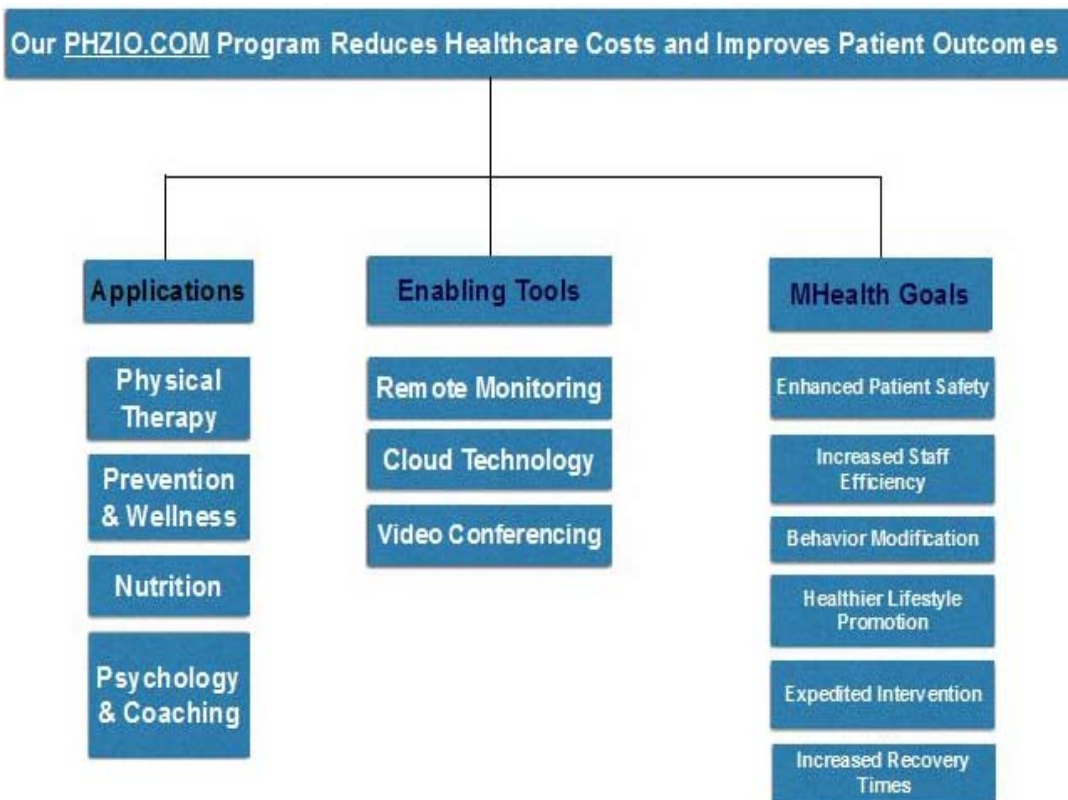 Our PHZIO.COM Program Reduces Healthcare Costs and Improves Patient Outcomes
Applications
Physical
Therapy
Prevention
& Wellness
Nutrition
Psychology
& Coaching
Enabling Tools
Remote Monitoring
Cloud Technology
Video Conferencing
MHealth Goals
Enhanced Patient Safety
Increased Staff
Efficiency
Behavior Modification
Healthier Lifestyle
Promotion
Expedited Intervention
Increased Recovery
Times